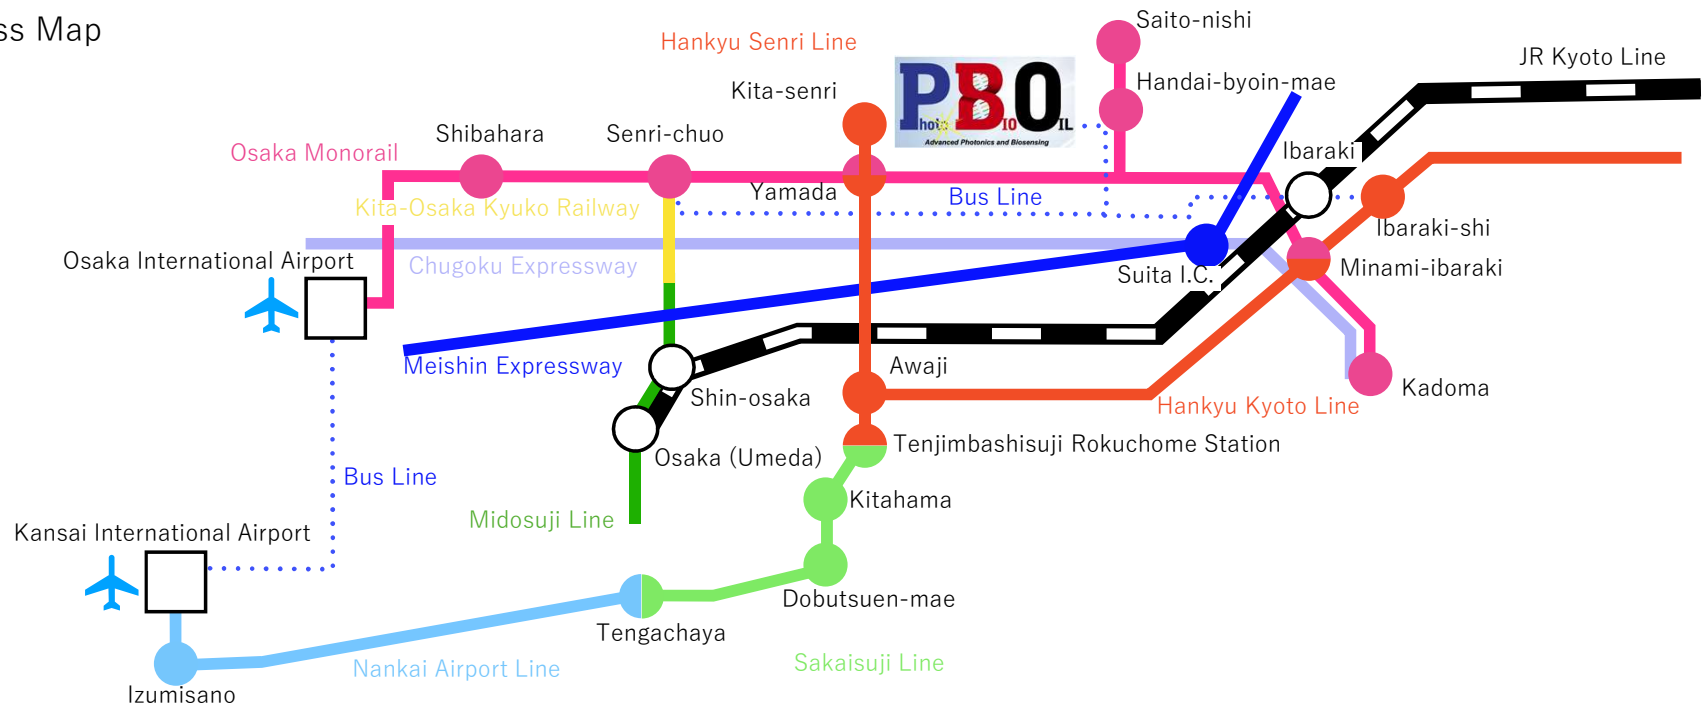 ss Map
Saito-nishi
Hankyu Senri Line
JR Kyoto Line
Kita-senri
Handai-byoin-mae
PhotoBIOOIL
Advanced Photonics and Biosensing
Shibahara
Senri-chuo
Osaka Monorail
Ibaraki
Yamada
Bus Line
Kita-Osaka Kyuko Railway
Ibaraki-shi
Osaka International Airport
Chugoku Expressway
Suita I.C.
Minami-ibaraki
Meishin Expressway
Awaji
Kadoma
Shin-osaka
Hankyu Kyoto Line
Tenjimbashisuji Rokuchome Station
Osaka (Umeda)
Bus Line
Kitahama
Midosuji Line
Kansai International Airport
Dobutsuen-mae
Tengachaya
Nankai Airport Line
Sakaisuji Line
Izumisano